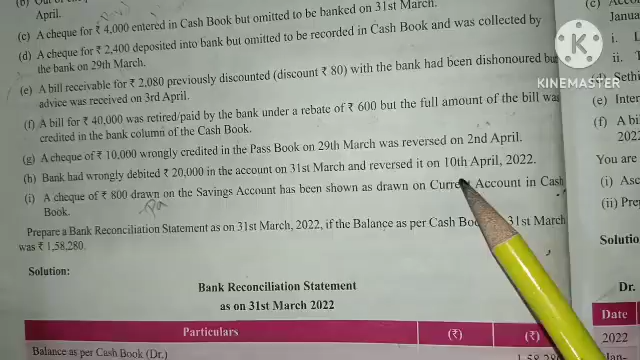 April.
(c) A cheque for ₹ 4,000 entered in Cash Book but omitted to be banked on 31st March.
(d) A cheque for ₹ 2,400 deposited into bank but omitted to be recorded in Cash Book and was collected by
the bank on 29th March.
(e) A bill receivable for ₹ 2,080 previously discounted (discount ₹ 80) with the bank had been dishonoured but
advice was received on 3rd April.
(f) A bill for ₹ 40,000 was retired/paid by the bank under a rebate of ₹ 600 but the full amount of the bill was
credited in the bank column of the Cash Book.
(g) A cheque of ₹ 10,000 wrongly credited in the Pass Book on 29th March was reversed on 2nd April.
(h) Bank had wrongly debited ₹ 20,000 in the account on 31st March and reversed it on 10th April, 2022.
(i) A cheque of ₹ 800 drawn on the Savings Account has been shown as drawn on Current Account in Cash
Book.
Prepare a Bank Reconciliation Statement as on 31st March, 2022, if the Balance as per Cash 31st March
was ₹ 1,58,280.
Solution:
Bank Reconciliation Statement
as on 31st March 2022
Particulars (₹) (₹)
Balance as per Cash Book (Dr.) 1,58,280
(c)
Janua
i.
ii.
(d) Sethi
(e) Inter
(f) A bi
You are
(i) Asc
(ii) Pre
Solutio
Dr.
Date
2022
Jan-
KINEMASTER